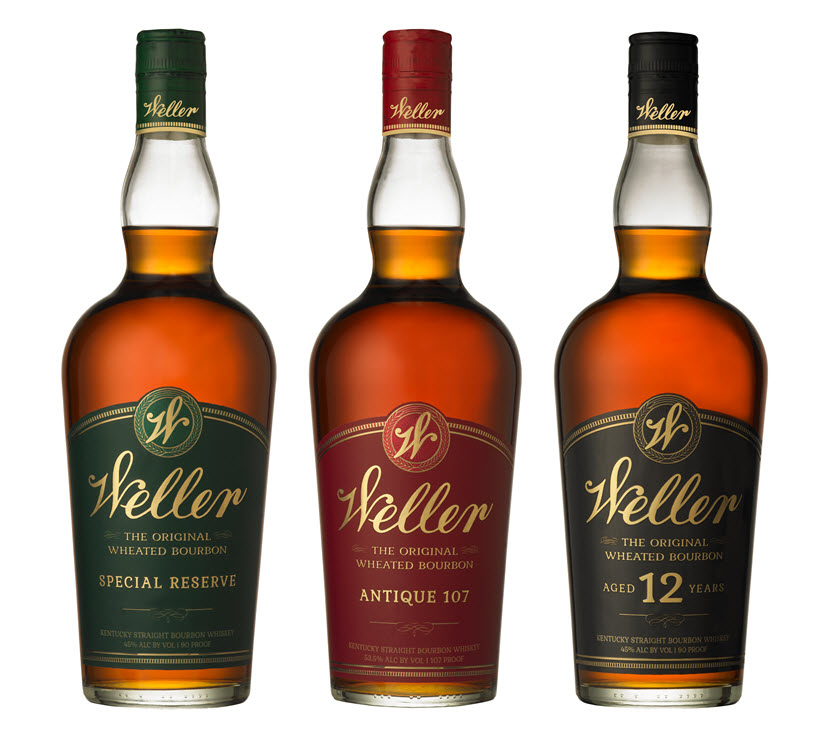 Weller
W
Weller
THE ORIGINAL
WHEATED BOURBON
SPECIAL RESERVE
KENTUCKY STRAIGHT BOURBON WHISKEY
45% ALC BY VOL | 90 PROOF
Weller
W
Weller
THE ORIGINAL
WHEATED BOURBON
ANTIQUE 107
KENTUCKY STRAIGHT BOURBON WHISKEY
53.5% ALC BY VOL | 107 PROOF
Weller
W
Weller
THE ORIGINAL
WHEATED BOURBON
AGED 12 YEARS
KENTUCKY STRAIGHT BOURBON WHISKEY
45% ALC BY VOL | 90 PROOF